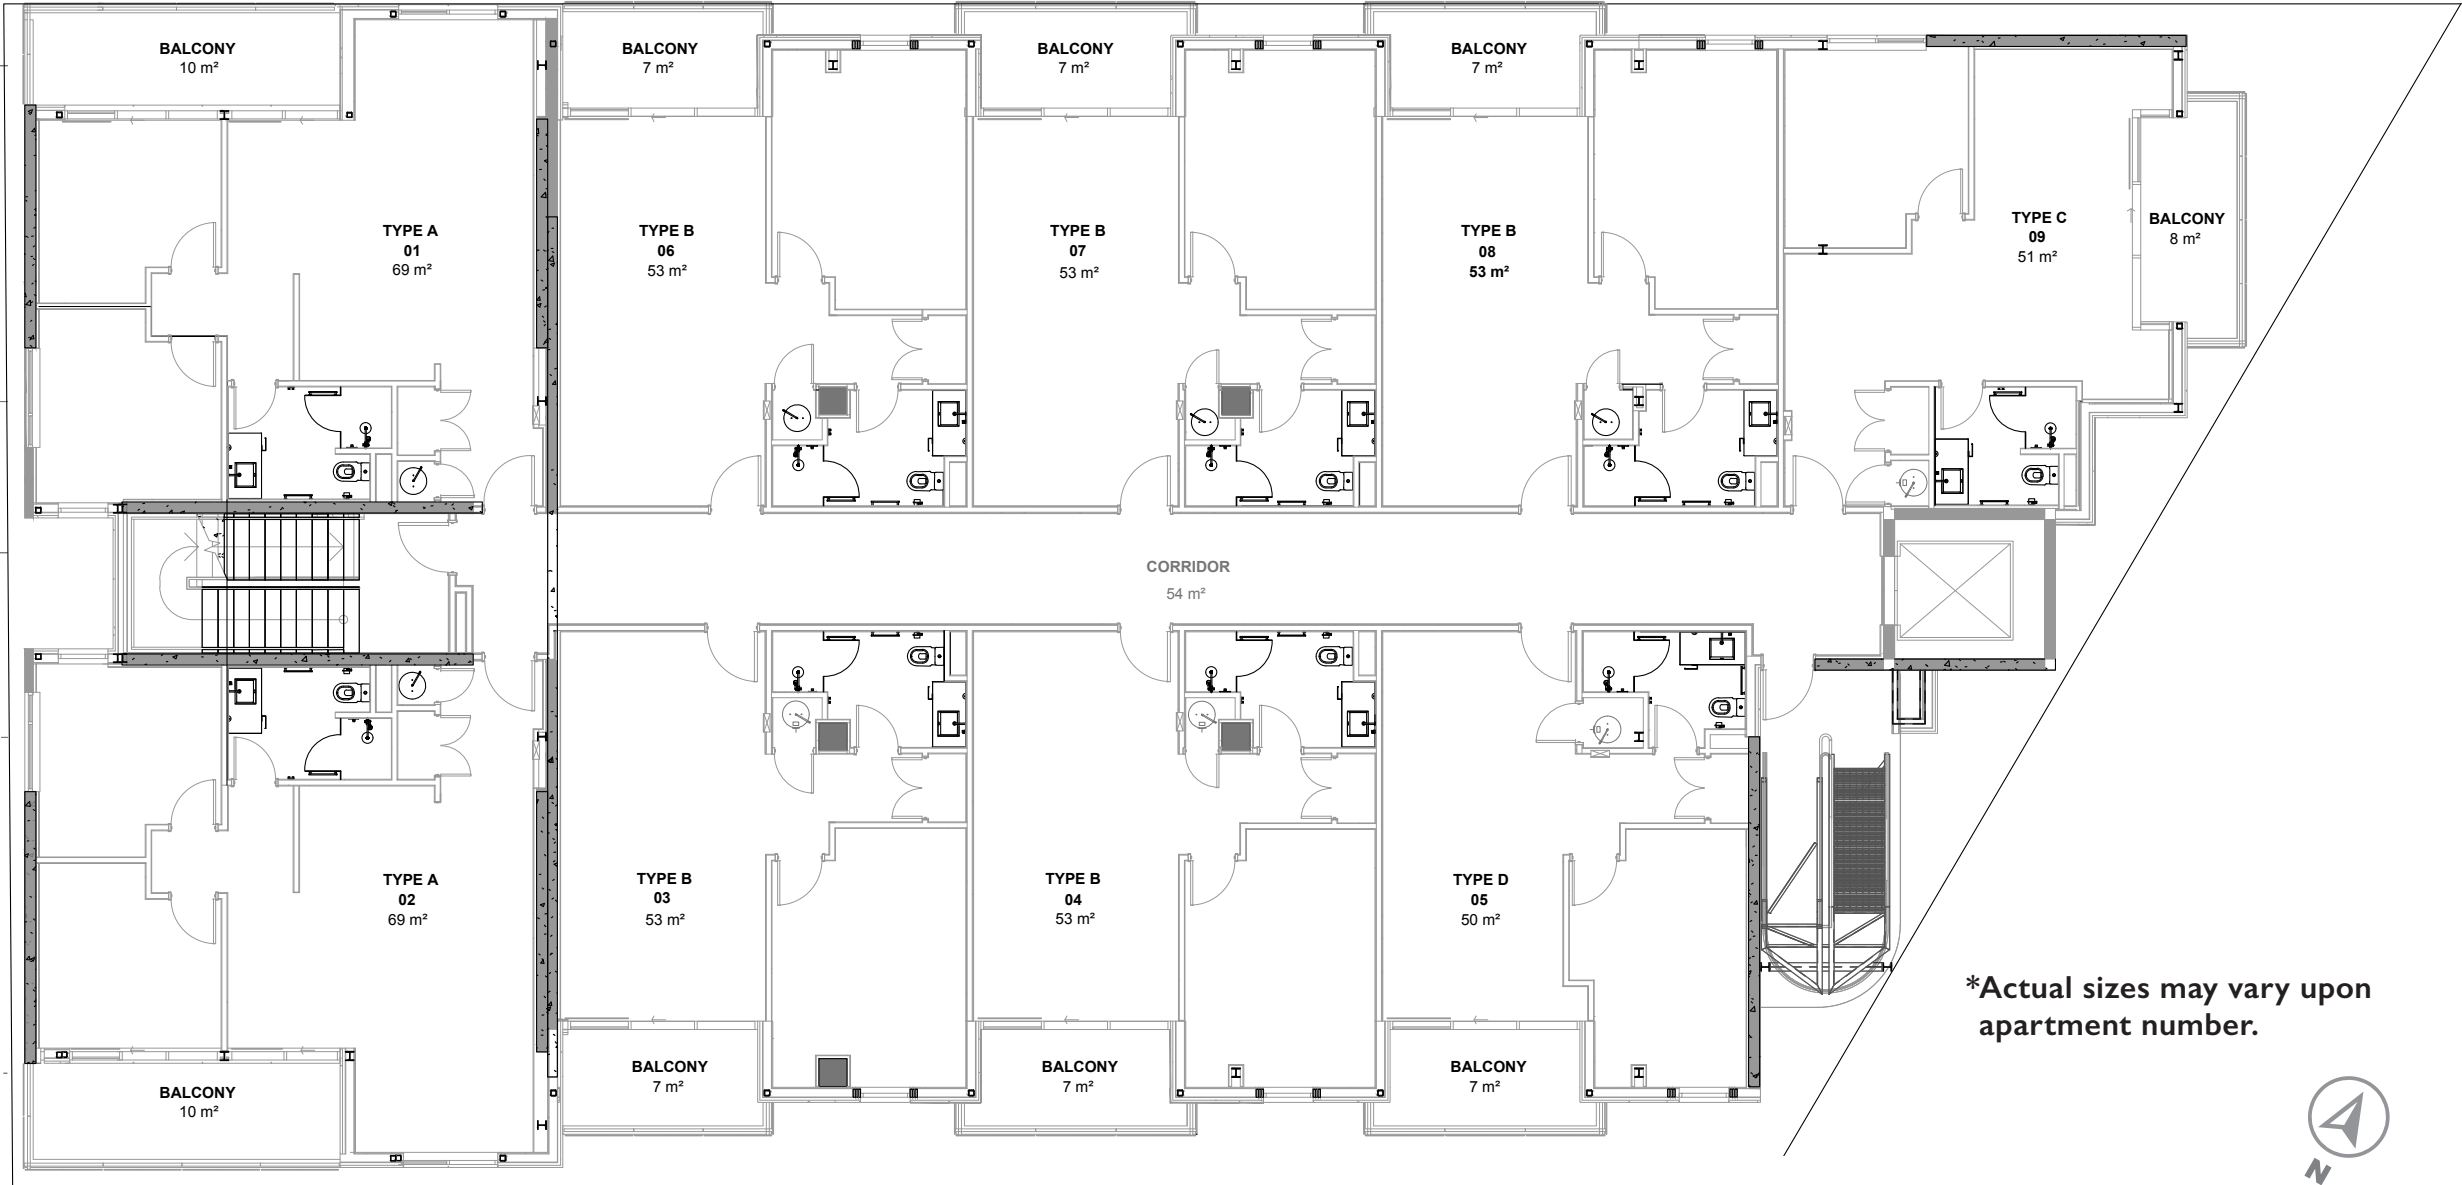 BALCONY
10 m²
BALCONY
7 m²
BALCONY
7 m²
BALCONY
7 m²
TYPE A
01
69 m²
TYPE B
06
53 m²
TYPE B
07
53 m²
TYPE B
08
53 m²
TYPE C
09
51 m²
BALCONY
8 m²
CORRIDOR
54 m²
TYPE A
02
69 m²
TYPE B
03
53 m²
TYPE B
04
53 m²
TYPE D
05
50 m²
BALCONY
10 m²
BALCONY
7 m²
BALCONY
7 m²
BALCONY
7 m²
*Actual sizes may vary upon
apartment number.
N